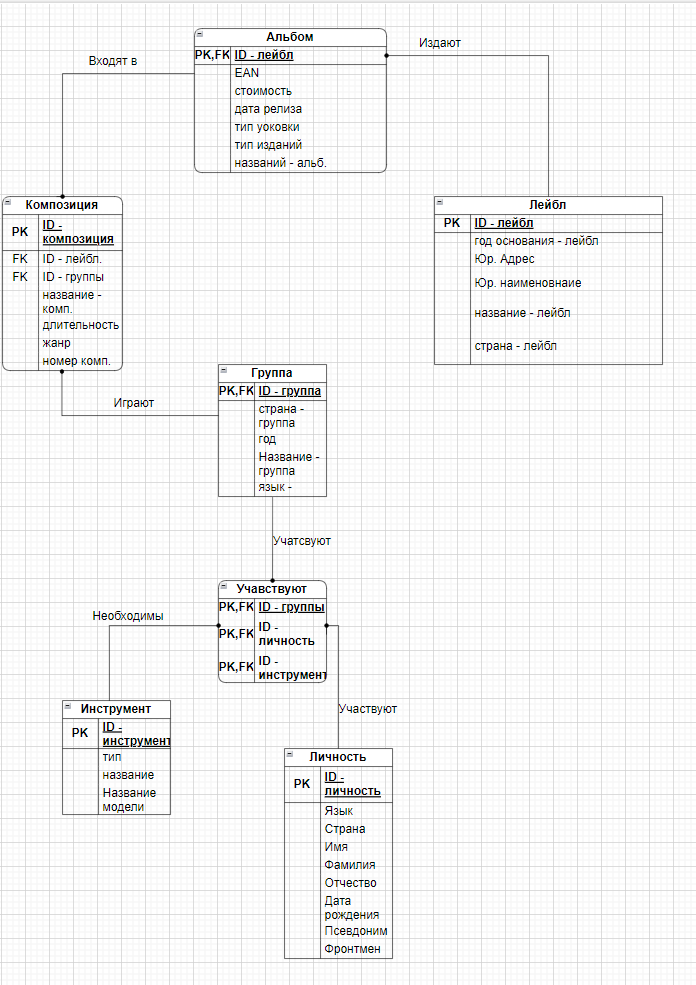 Альбом
PK,FK ID - лейбл
EAN
стоимость
дата релиза
тип уоковки
тип изданий
названий - альб.
Входят в
Издают
Композиция
PK ID -
композиция
FK ID - лейбл.
FK ID - группы
название -
комп.
длительность
жанр
номер комп.
Лейбл
PK ID - лейбл
год основания - лейбл
Юр. Адрес
Юр. наименовнаие
название - лейбл
страна - лейбл
Играют
Группа
PK,FK ID - группа
страна -
группа
год
Название -
группа
язык -
Учатсвуют
Учавствуют
PK,FK ID - группы
PK,FK ID -
личность
PK,FK ID -
инструмент
Необходимы
Участвуют
Инструмент
PK ID -
инструмент
тип
название
Название
модели
Личность
PK ID -
личность
Язык
Страна
Имя
Фамилия
Отчество
Дата
рождения
Псевдоним
Фронтмен